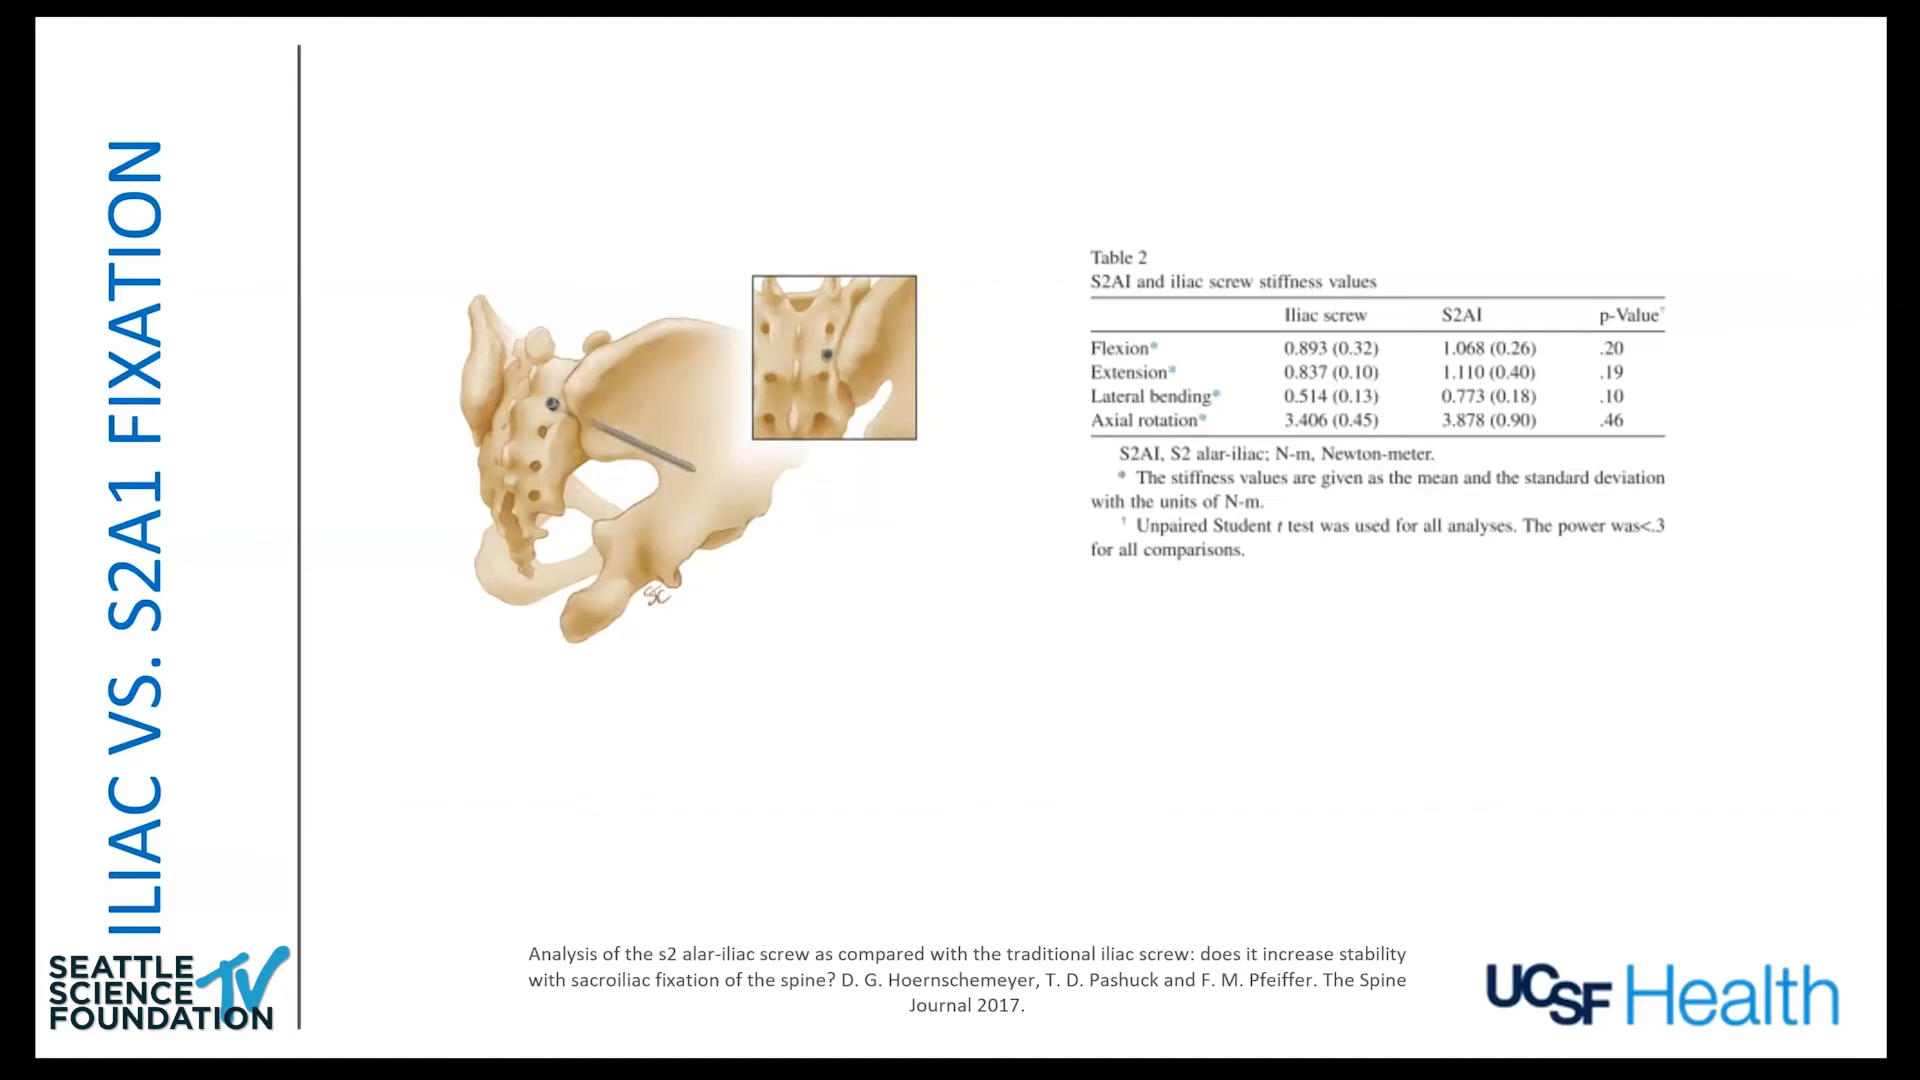 ILIAC VS. S2A1 FIXATION
Table 2
S2AI and iliac screw stiffness values
Iliac screw S2AI p-Value†
Flexion* 0.893 (0.32) 1.068 (0.26) .20
Extension* 0.837 (0.10) 1.110 (0.40) .19
Lateral bending* 0.514 (0.13) 0.773 (0.18) .10
Axial rotation* 3.406 (0.45) 3.878 (0.90) .46
S2AI, S2 alar-iliac; N-m, Newton-meter.
* The stiffness values are given as the mean and the standard deviation
with the units of N-m.
† Unpaired Student t test was used for all analyses. The power was<.3
for all comparisons.
SSC
Analysis of the s2 alar-iliac screw as compared with the traditional iliac screw: does it increase stability
with sacroiliac fixation of the spine? D. G. Hoernschemeyer, T. D. Pashuck and F. M. Pfeiffer. The Spine
Journal 2017.
SEATTLE
SCIENCE TV
FOUNDATION
UCSF Health